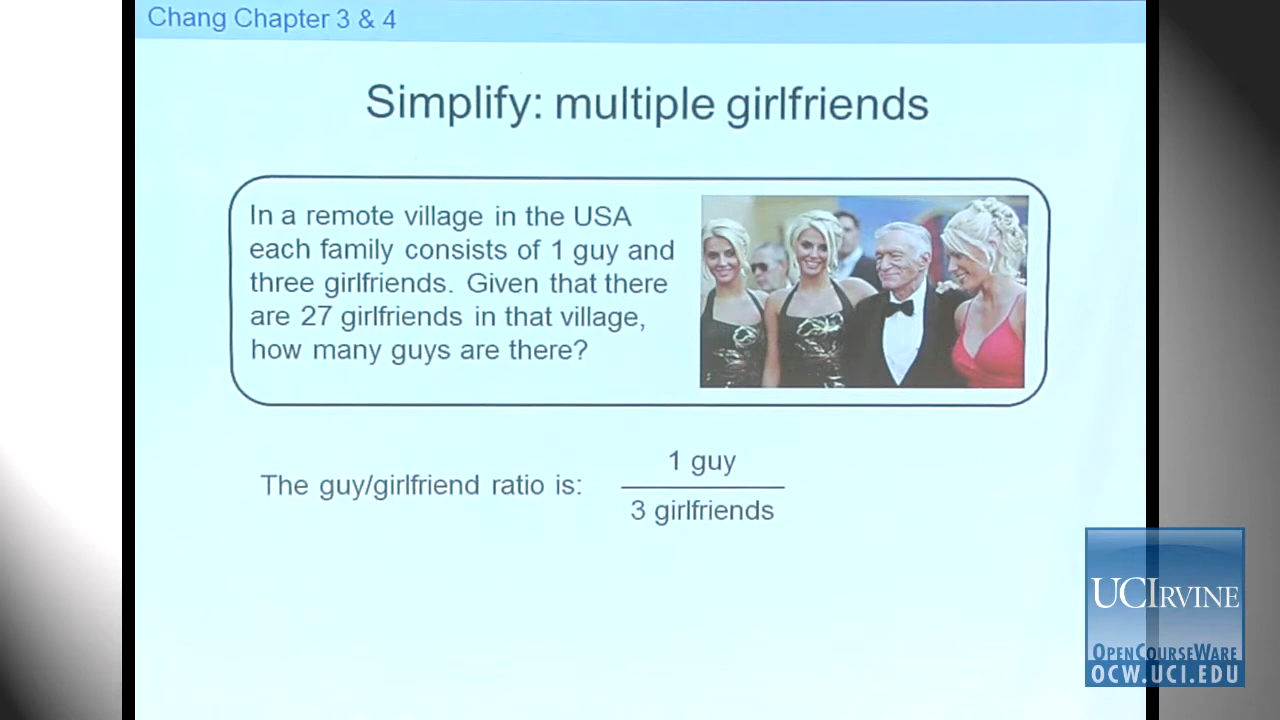 Chang Chapter 3 & 4
Simplify: multiple girlfriends
In a remote village in the USA
each family consists of 1 guy and
three girlfriends. Given that there
are 27 girlfriends in that village,
how many guys are there?
The guy/girlfriend ratio is:
1 guy
3 girlfriends
UCIRVINE
OPENCOURSEWARE
OCW.UCI.EDU